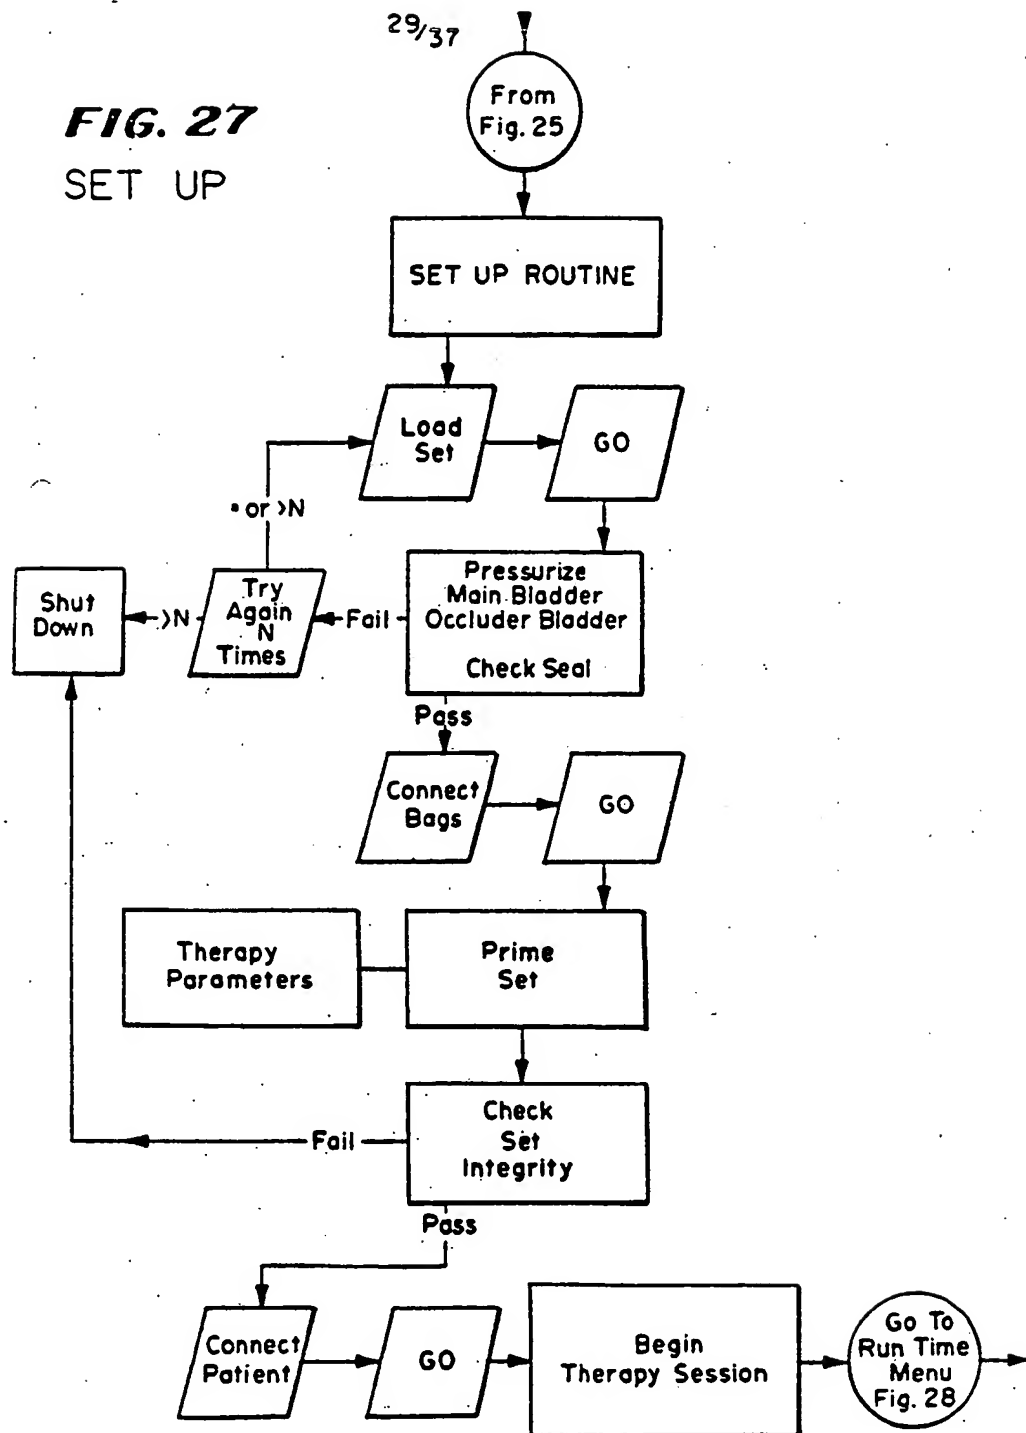 29/37
From
Fig. 25
FIG. 27
SET UP
SET UP ROUTINE
Load
Set
GO
= or >N
Pressurize
Main Bladder
Occluder Bladder
Check Seal
Shut
Down
>N
Try
Again
N
Times
Fail
Pass
Connect
Bags
GO
Therapy
Parameters
Prime
Set
Check
Set
Integrity
Fail
Pass
Connect
Patient
GO
Begin
Therapy Session
Go To
Run Time
Menu
Fig. 28